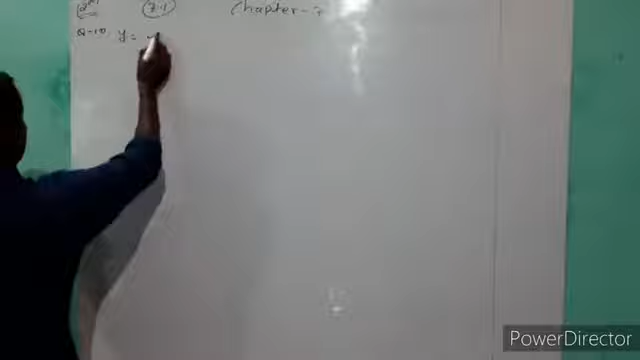 7.1 Chapter-7
Q-10. y =
PowerDirector